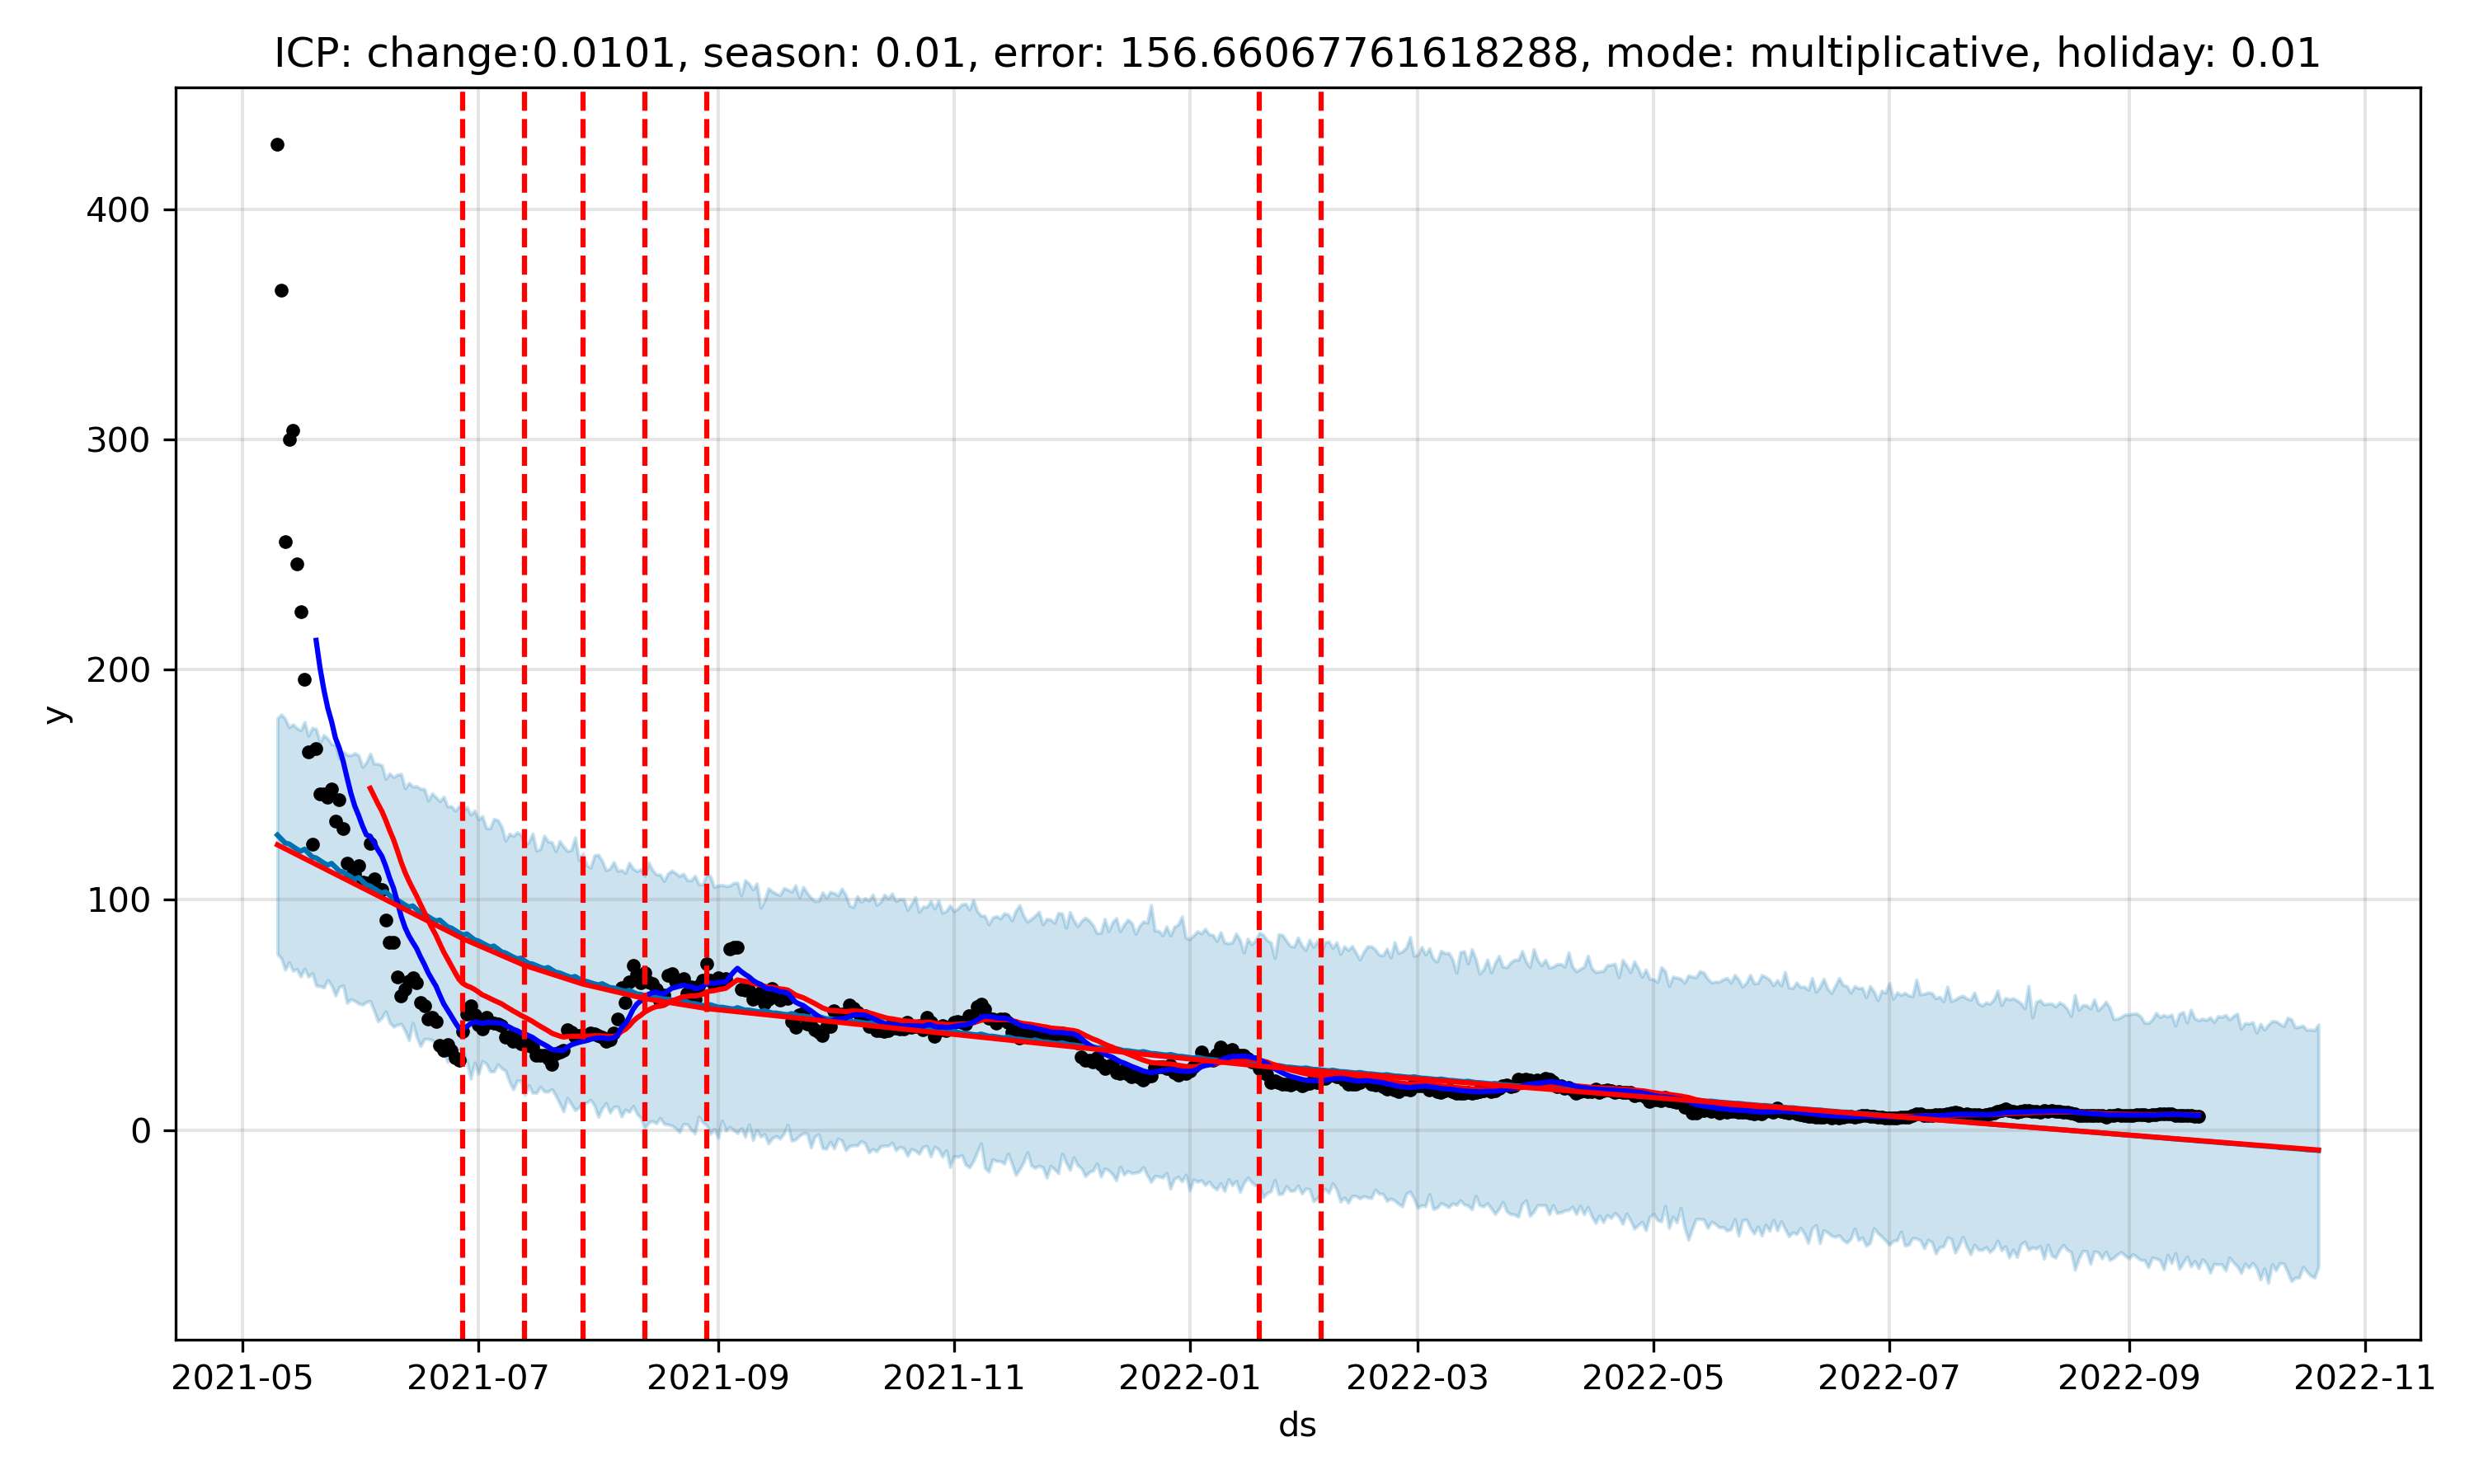 ICP: change:0.0101, season: 0.01, error: 156.66067761618288, mode: multiplicative, holiday: 0.01
400
300
200
100
0
y
2021-05 2021-07 2021-09 2021-11 2022-01 2022-03 2022-05 2022-07 2022-09 2022-11
ds